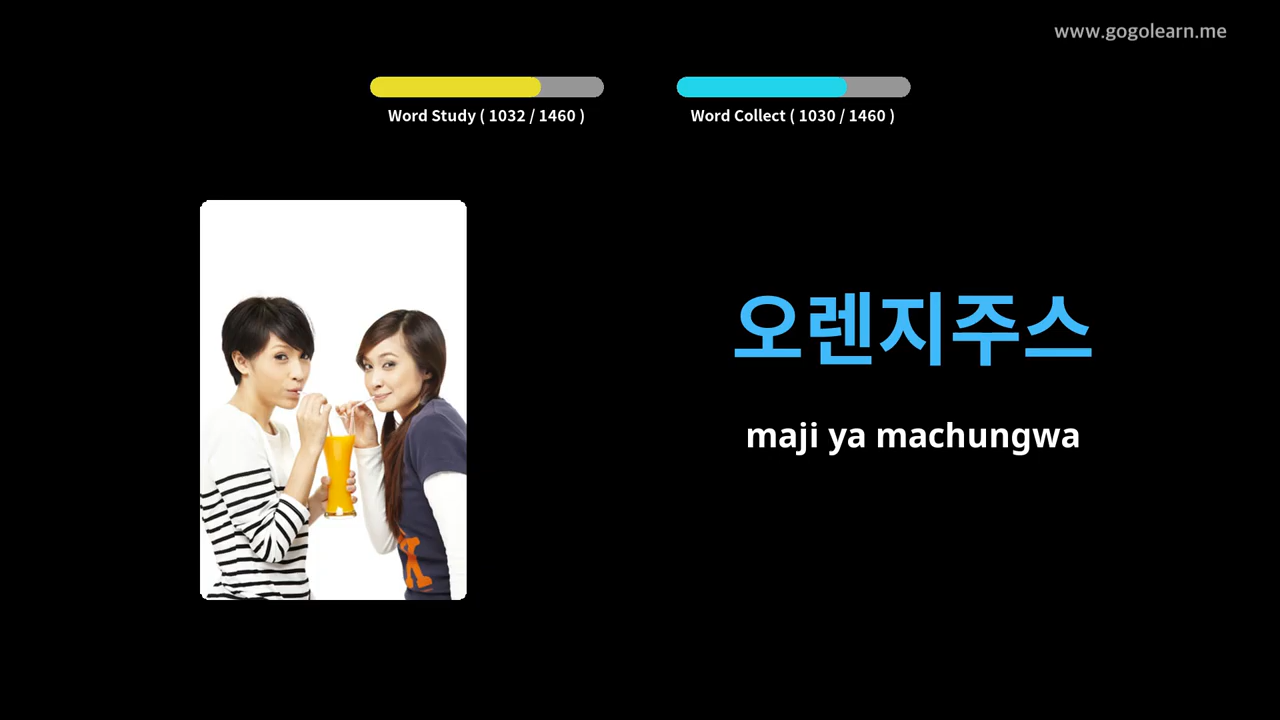 www.gogolearn.me
Word Study ( 1032 / 1460 )
Word Collect ( 1030 / 1460 )
오렌지주스
maji ya machungwa